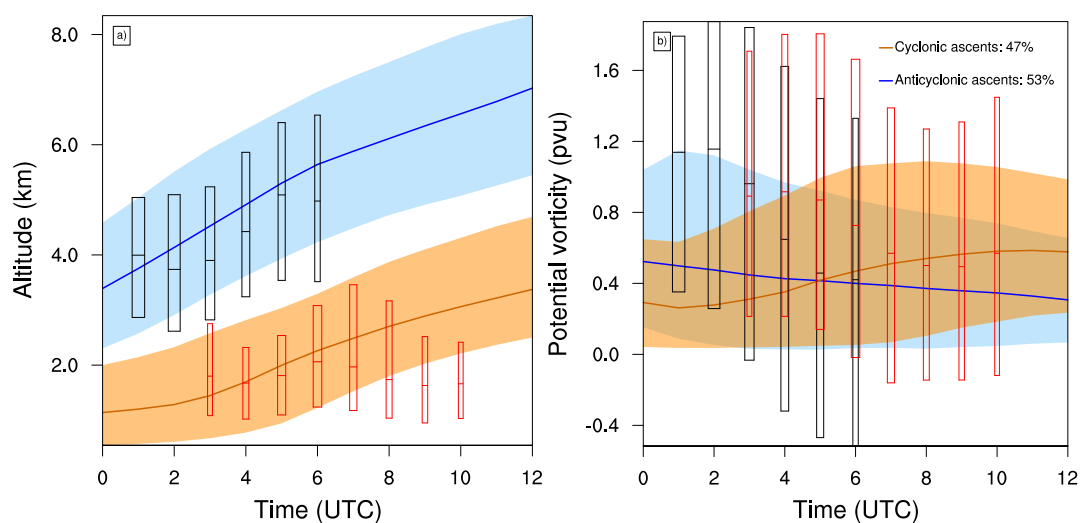 a)
8.0
6.0
4.0
2.0
Altitude (km)
0 2 4 6 8 10 12
Time (UTC)
b)
Cyclonic ascents: 47%
Anticyclonic ascents: 53%
1.6
1.2
0.8
0.4
0.0
-0.4
Potential vorticity (pvu)
0 2 4 6 8 10 12
Time (UTC)